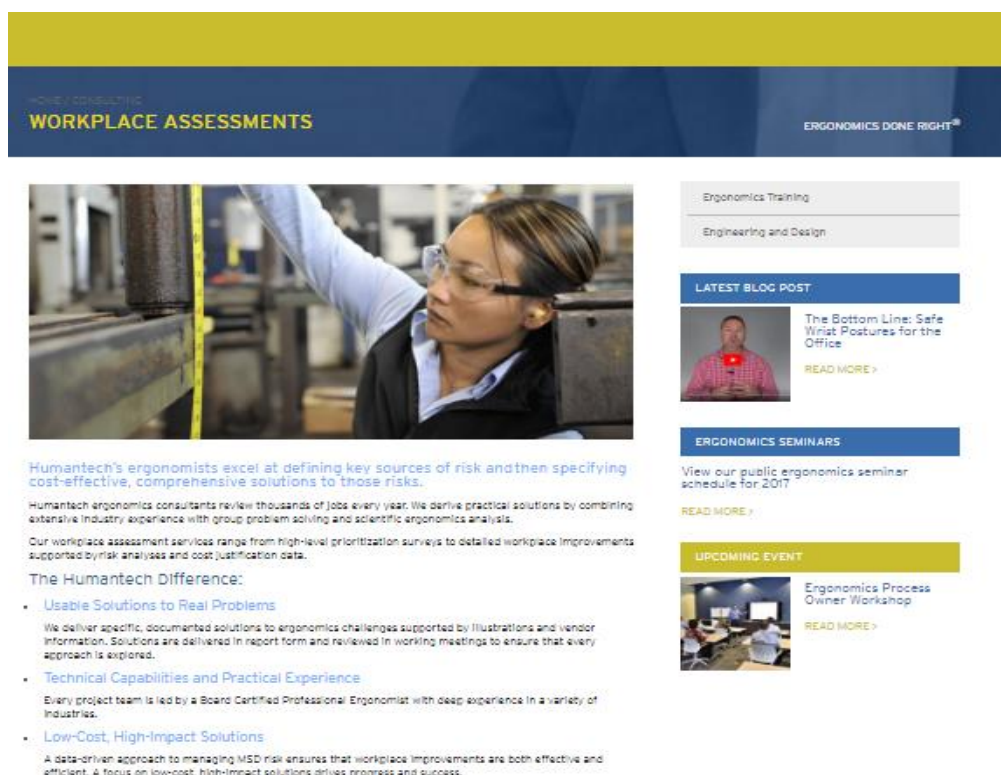 HOME / CONSULTING
WORKPLACE ASSESSMENTS
ERGONOMICS DONE RIGHT®
Humantech's ergonomists excel at defining key sources of risk and then specifying
cost-effective, comprehensive solutions to those risks.
Humantech ergonomics consultants review thousands of jobs every year. We derive practical solutions by combining
extensive industry experience with group problem solving and scientific ergonomics analysis.
Our workplace assessment services range from high-level prioritization surveys to detailed workplace improvements
supported by risk analyses and cost justification data.
The Humantech Difference:
• Usable Solutions to Real Problems
We deliver specific, documented solutions to ergonomics challenges supported by illustrations and vendor
information. Solutions are delivered in report form and reviewed in working meetings to ensure that every
approach is explored.
• Technical Capabilities and Practical Experience
Every project team is led by a Board Certified Professional Ergonomist with deep experience in a variety of
industries.
• Low-Cost, High-Impact Solutions
A data-driven approach to managing MSD risk ensures that workplace improvements are both effective and
efficient. A focus on low-cost, high-impact solutions drives progress and success.
Ergonomics Training
Engineering and Design
LATEST BLOG POST
The Bottom Line: Safe
Wrist Postures for the
Office
READ MORE >
ERGONOMICS SEMINARS
View our public ergonomics seminar
schedule for 2017
READ MORE >
UPCOMING EVENT
Ergonomics Process
Owner Workshop
READ MORE >